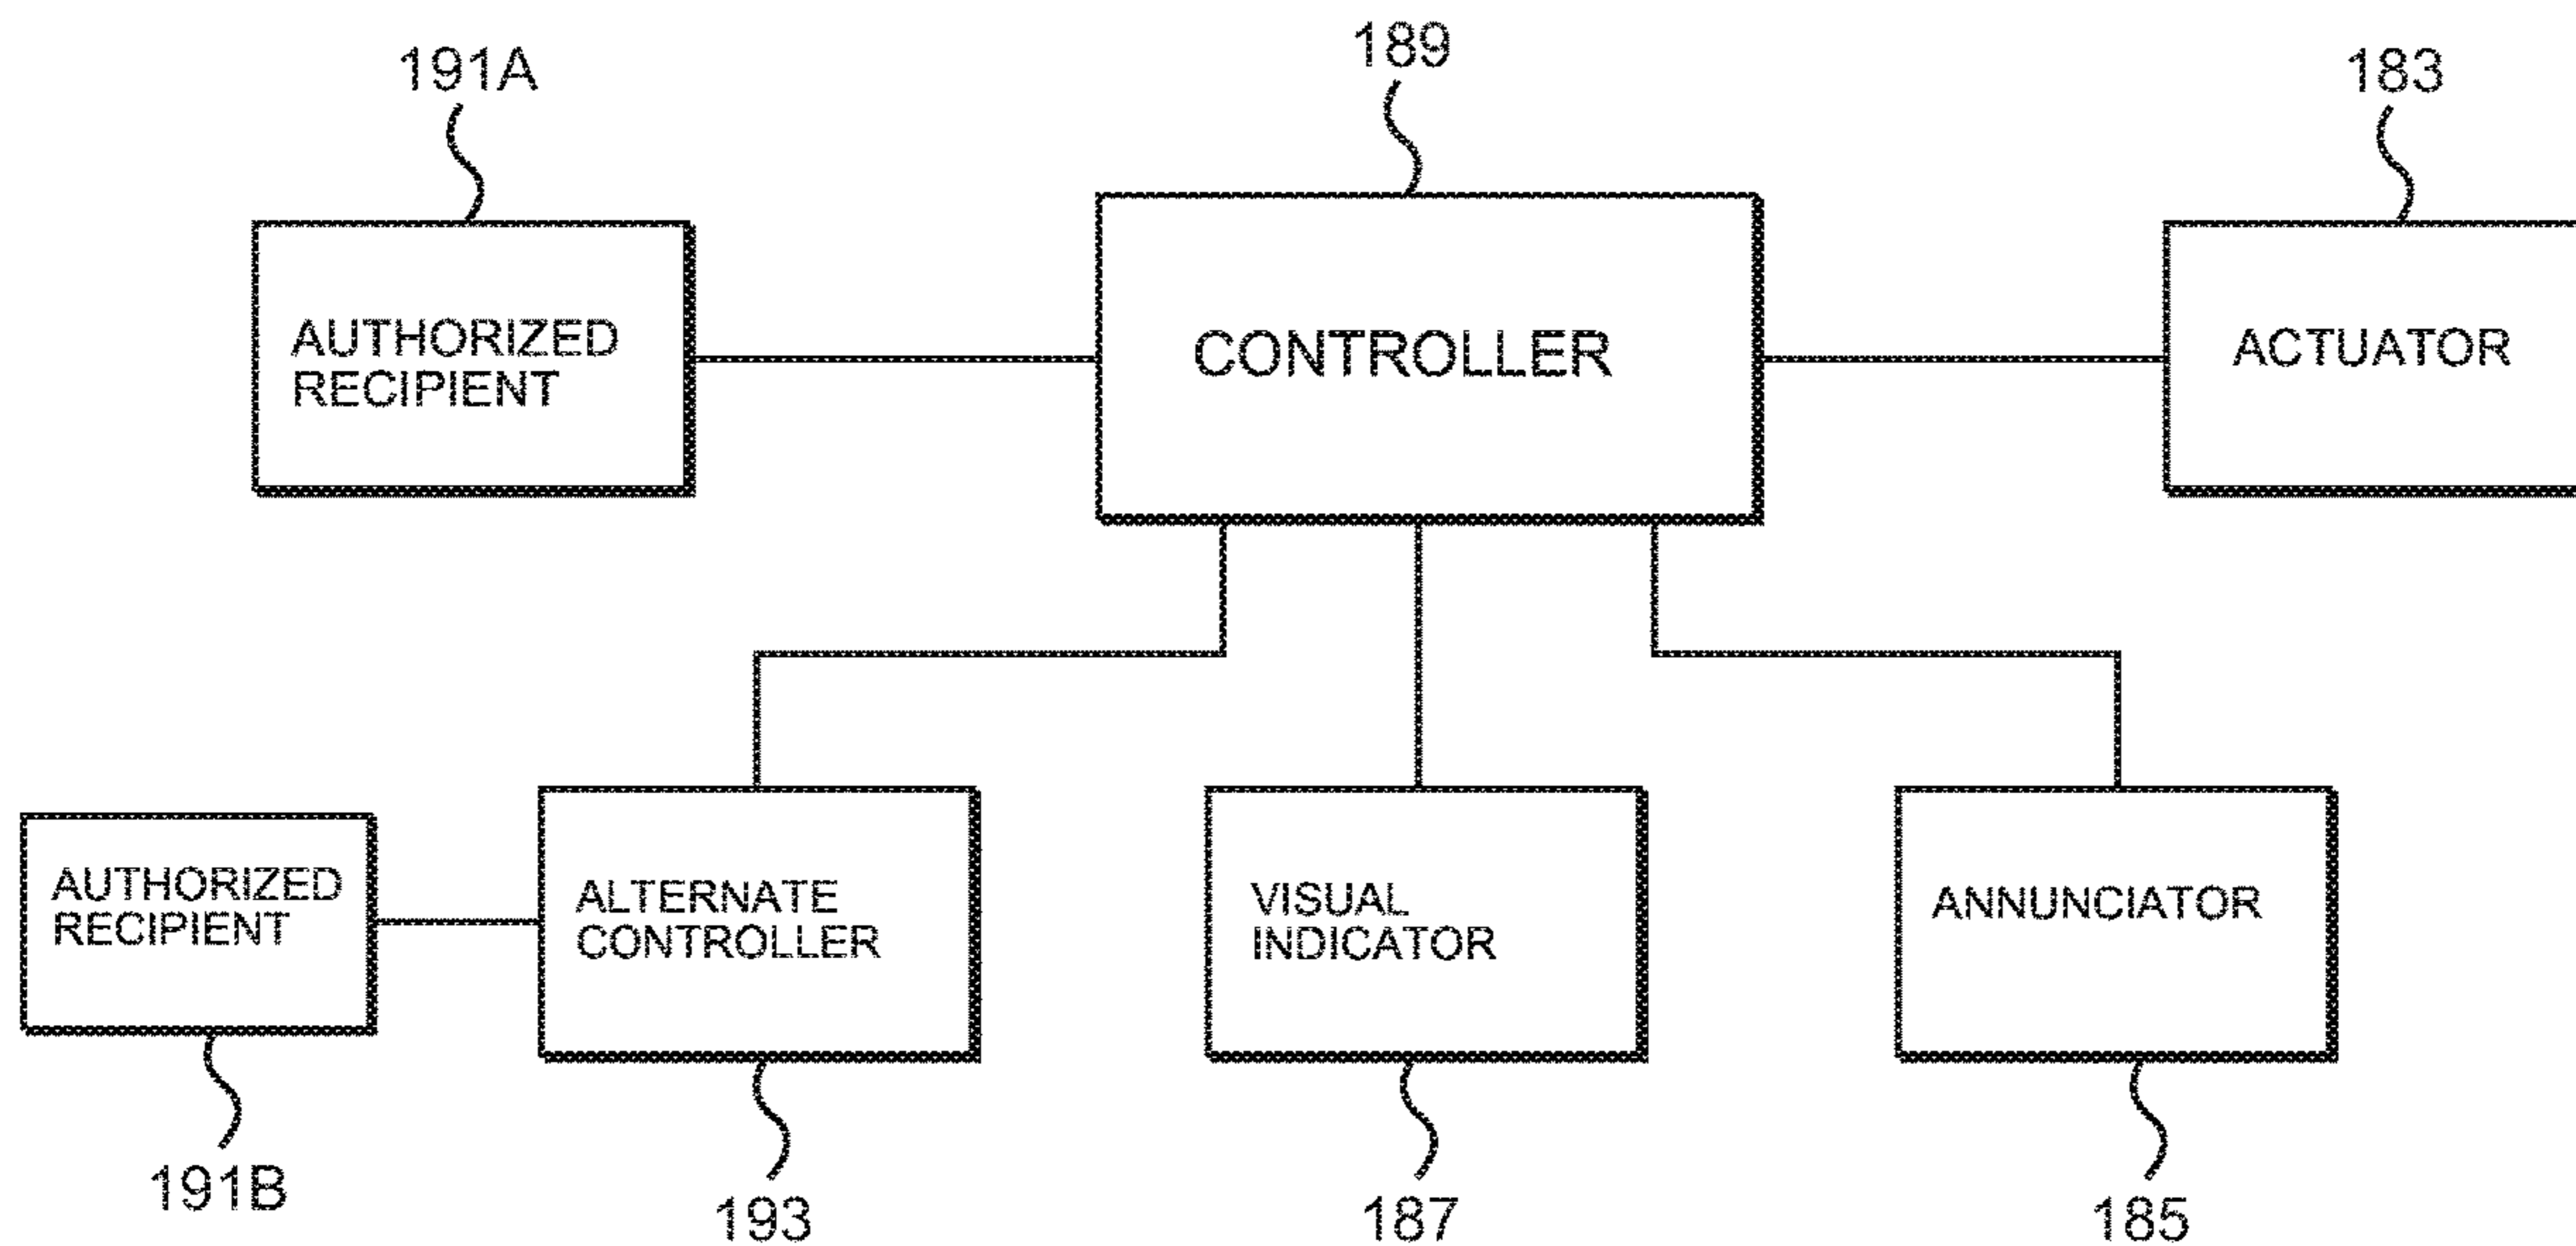 191A
189
183
AUTHORIZED
RECIPIENT
CONTROLLER
ACTUATOR
AUTHORIZED
RECIPIENT
ALTERNATE
CONTROLLER
VISUAL
INDICATOR
ANNUNCIATOR
191B
193
187
185